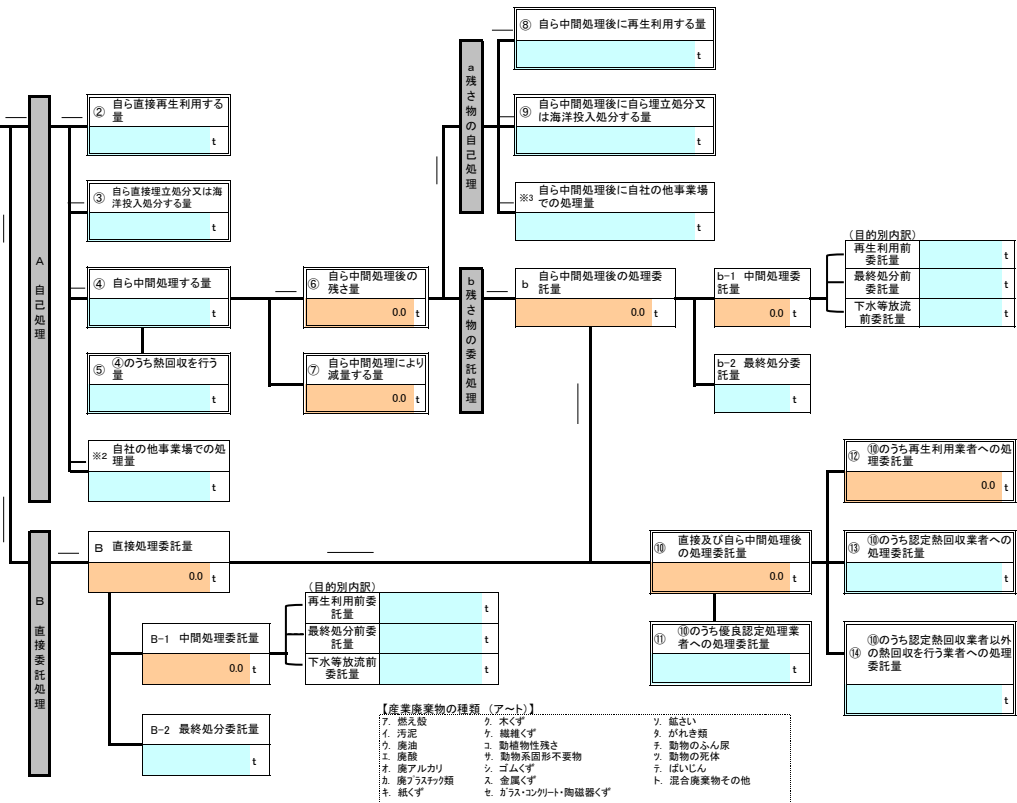 ⑧ 自ら中間処理後に再生利用する量
t
a 残さ物の自己処理
② 自ら直接再生利用する
量
t
⑨ 自ら中間処理後に自ら埋立処分又
は海洋投入処分する量
t
③ 自ら直接埋立処分又は海
洋投入処分する量
t
※3 自ら中間処理後に自社の他事業場
での処理量
t
A 自己処理
④ 自ら中間処理する量
t
⑥ 自ら中間処理後の
残さ量
0.0 t
b 残さ物の委託処理
b 自ら中間処理後の処理委
託量
0.0 t
b-1 中間処理委
託量
0.0 t
(目的別内訳)
再生利用前
委託量
t
最終処分前
委託量
t
下水等放流
前委託量
t
⑤ ④のうち熱回収を行う
量
t
⑦ 自ら中間処理により
減量する量
0.0 t
b-2 最終処分委
託量
t
※2 自社の他事業場での処
理量
t
⑫ ⑩のうち再生利用業者への処
理委託量
0.0 t
B 直接委託処理
B 直接処理委託量
0.0 t
⑩ 直接及び自ら中間処理後
の処理委託量
0.0 t
⑬ ⑩のうち認定熱回収業者への
処理委託量
t
B-1 中間処理委託量
0.0 t
(目的別内訳)
再生利用前委
託量
t
最終処分前委
託量
t
下水等放流前
委託量
t
⑪ ⑩のうち優良認定処理業
者への処理委託量
t
⑭ ⑩のうち認定熱回収業者以外
の熱回収を行う業者への処理
委託量
t
B-2 最終処分委託量
t
【産業廃棄物の種類 (ア～ト)】
ア. 燃え殻 ク. 木くず ソ. 鉱さい
イ. 汚泥 ケ. 繊維くず タ. がれき類
ウ. 廃油 コ. 動植物性残さ チ. 動物のふん尿
エ. 廃酸 サ. 動物系固形不要物 ツ. 動物の死体
オ. 廃アルカリ シ. ゴムくず テ. ばいじん
カ. 廃プラスチック類 ス. 金属くず ト. 混合廃棄物その他
キ. 紙くず セ. ガラス・コンクリート・陶磁器くず